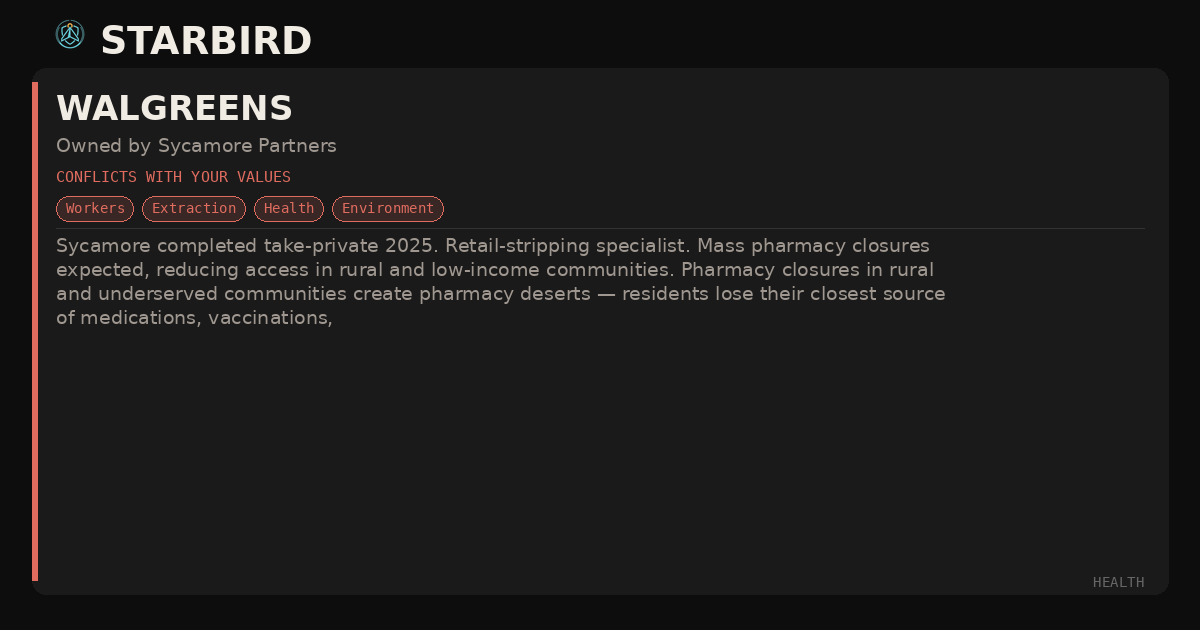 STARBIRD
WALGREENS
Owned by Sycamore Partners
CONFLICTS WITH YOUR VALUES
Workers Extraction Health Environment
Sycamore completed take-private 2025. Retail-stripping specialist. Mass pharmacy closures
expected, reducing access in rural and low-income communities. Pharmacy closures in rural
and underserved communities create pharmacy deserts — residents lose their closest source
of medications, vaccinations,
HEALTH